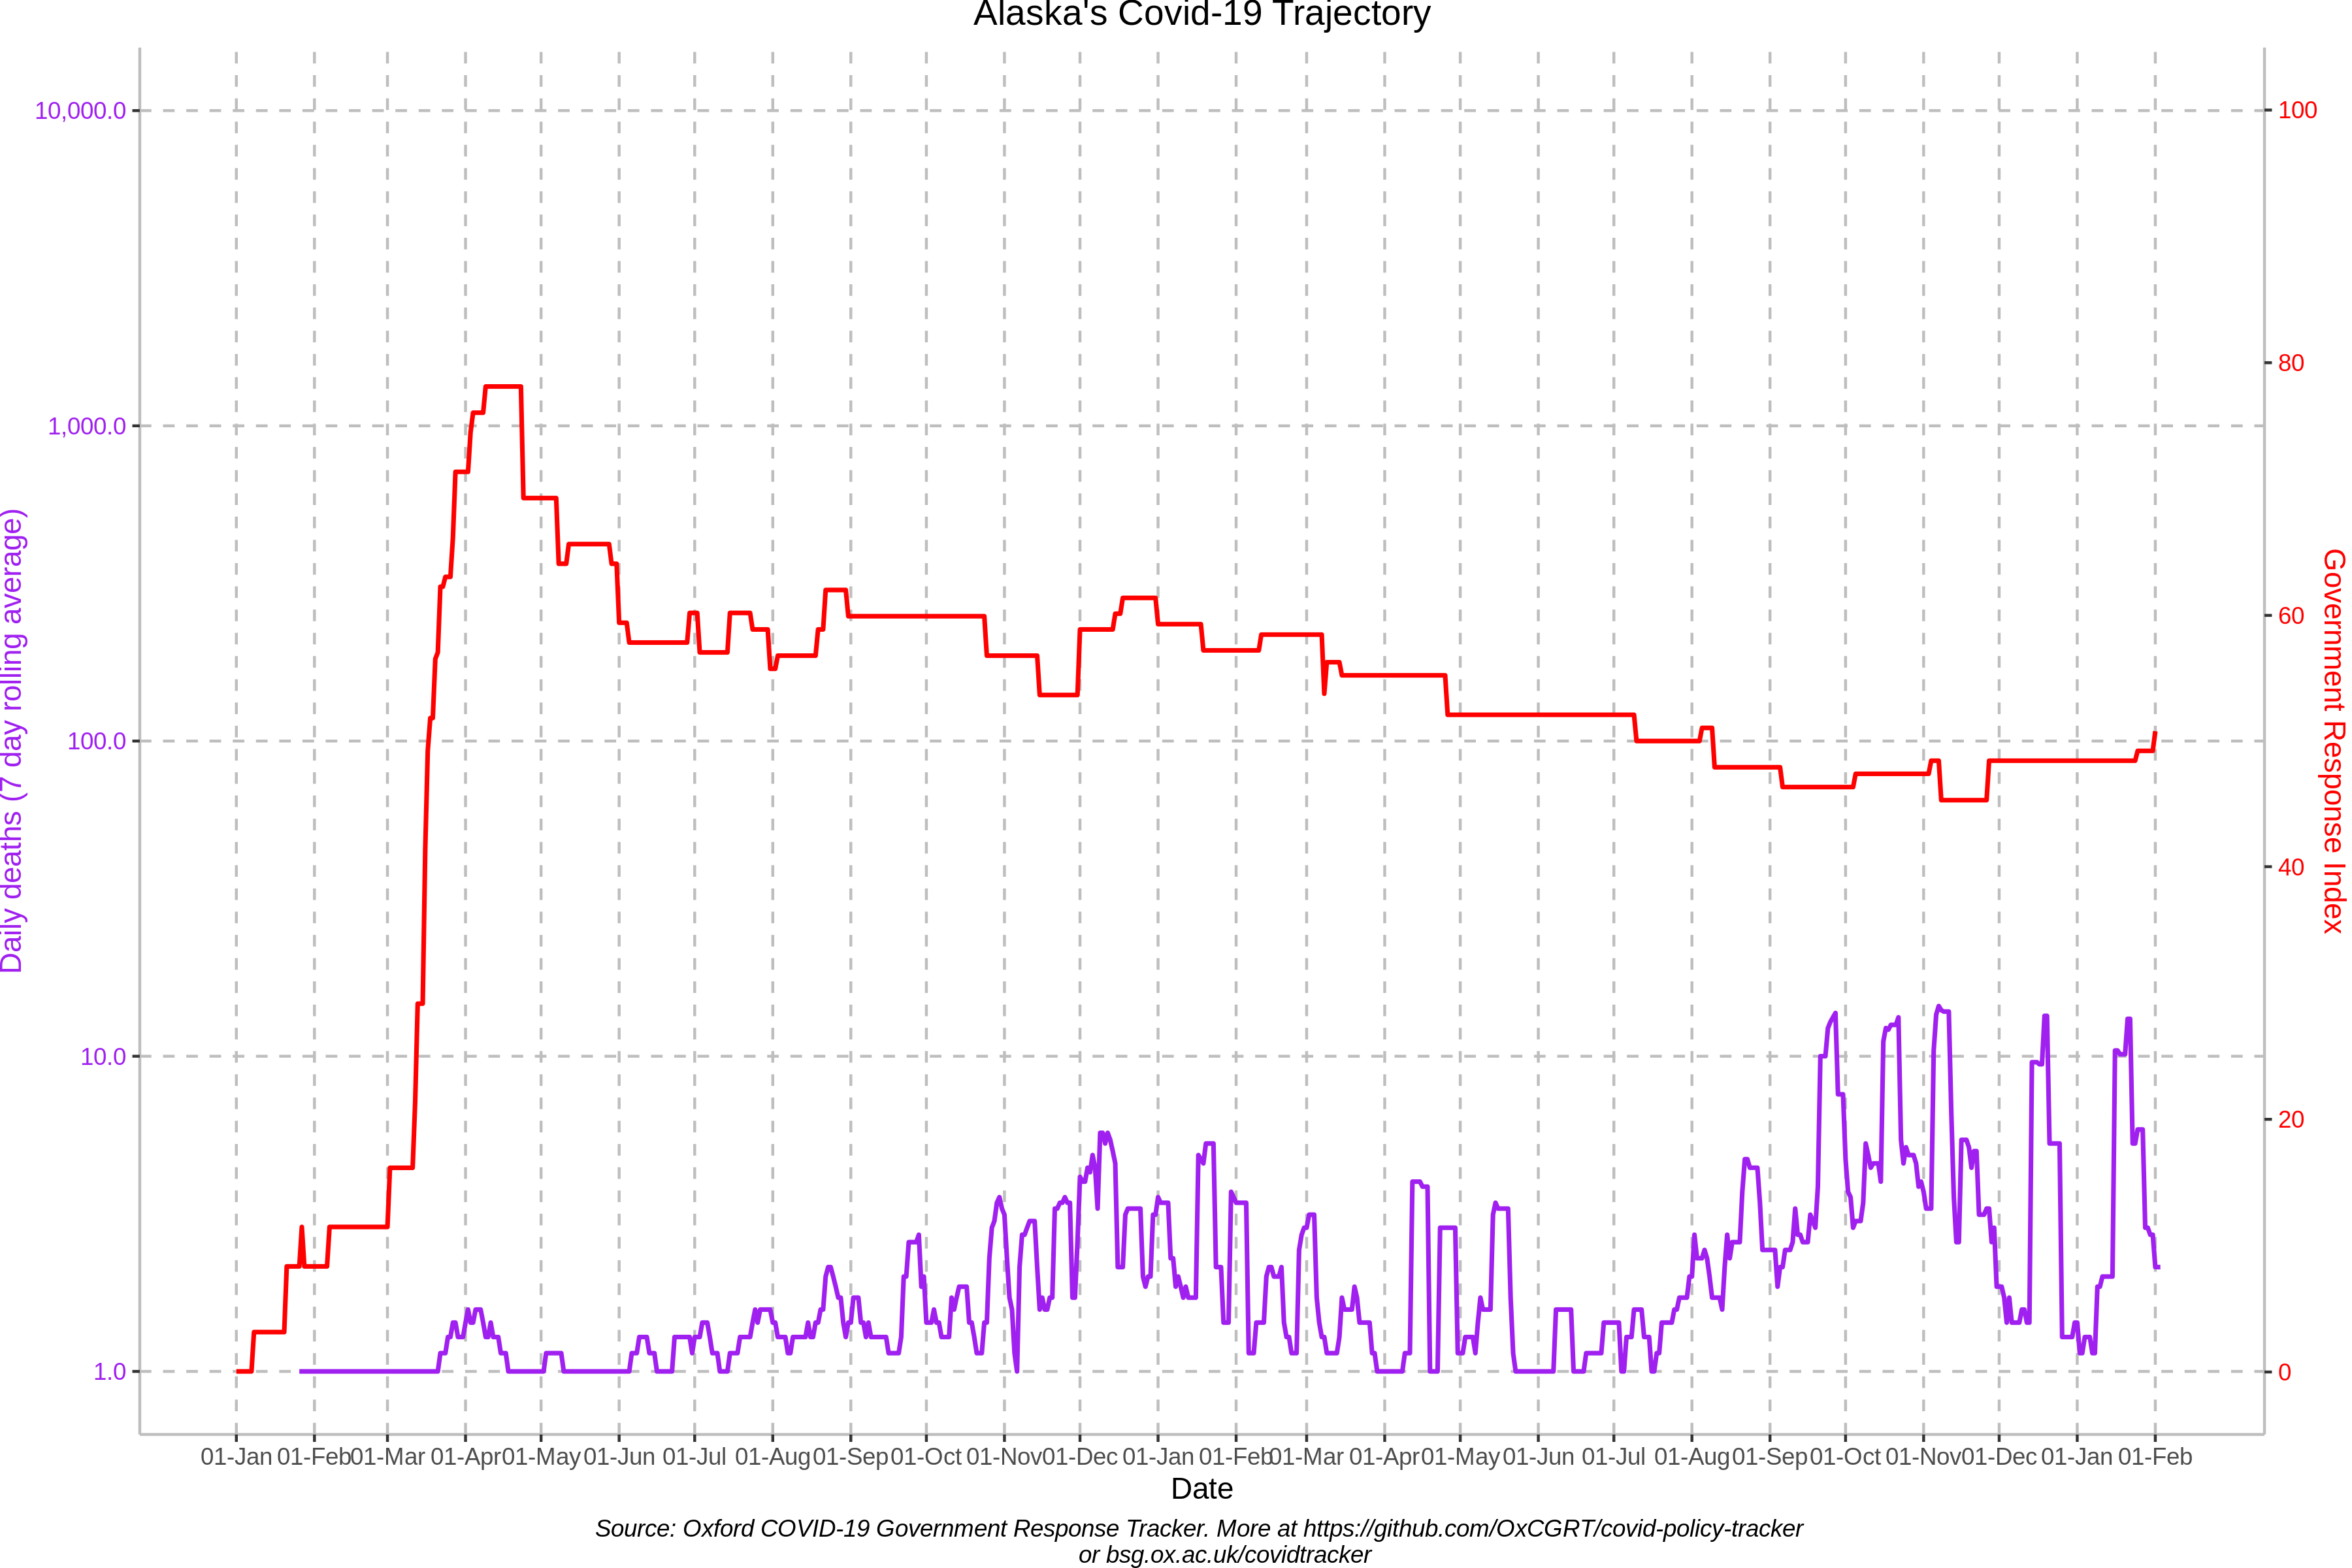 Alaska's Covid-19 Trajectory
10,000.0
1,000.0
100.0
10.0
1.0
Daily deaths (7 day rolling average)
100
80
60
40
20
0
Government Response Index
01-Jan 01-Feb 01-Mar 01-Apr 01-May 01-Jun 01-Jul 01-Aug 01-Sep 01-Oct 01-Nov 01-Dec 01-Jan 01-Feb 01-Mar 01-Apr 01-May 01-Jun 01-Jul 01-Aug 01-Sep 01-Oct 01-Nov 01-Dec 01-Jan 01-Feb
Date
Source: Oxford COVID-19 Government Response Tracker. More at https://github.com/OxCGRT/covid-policy-tracker
or bsg.ox.ac.uk/covidtracker